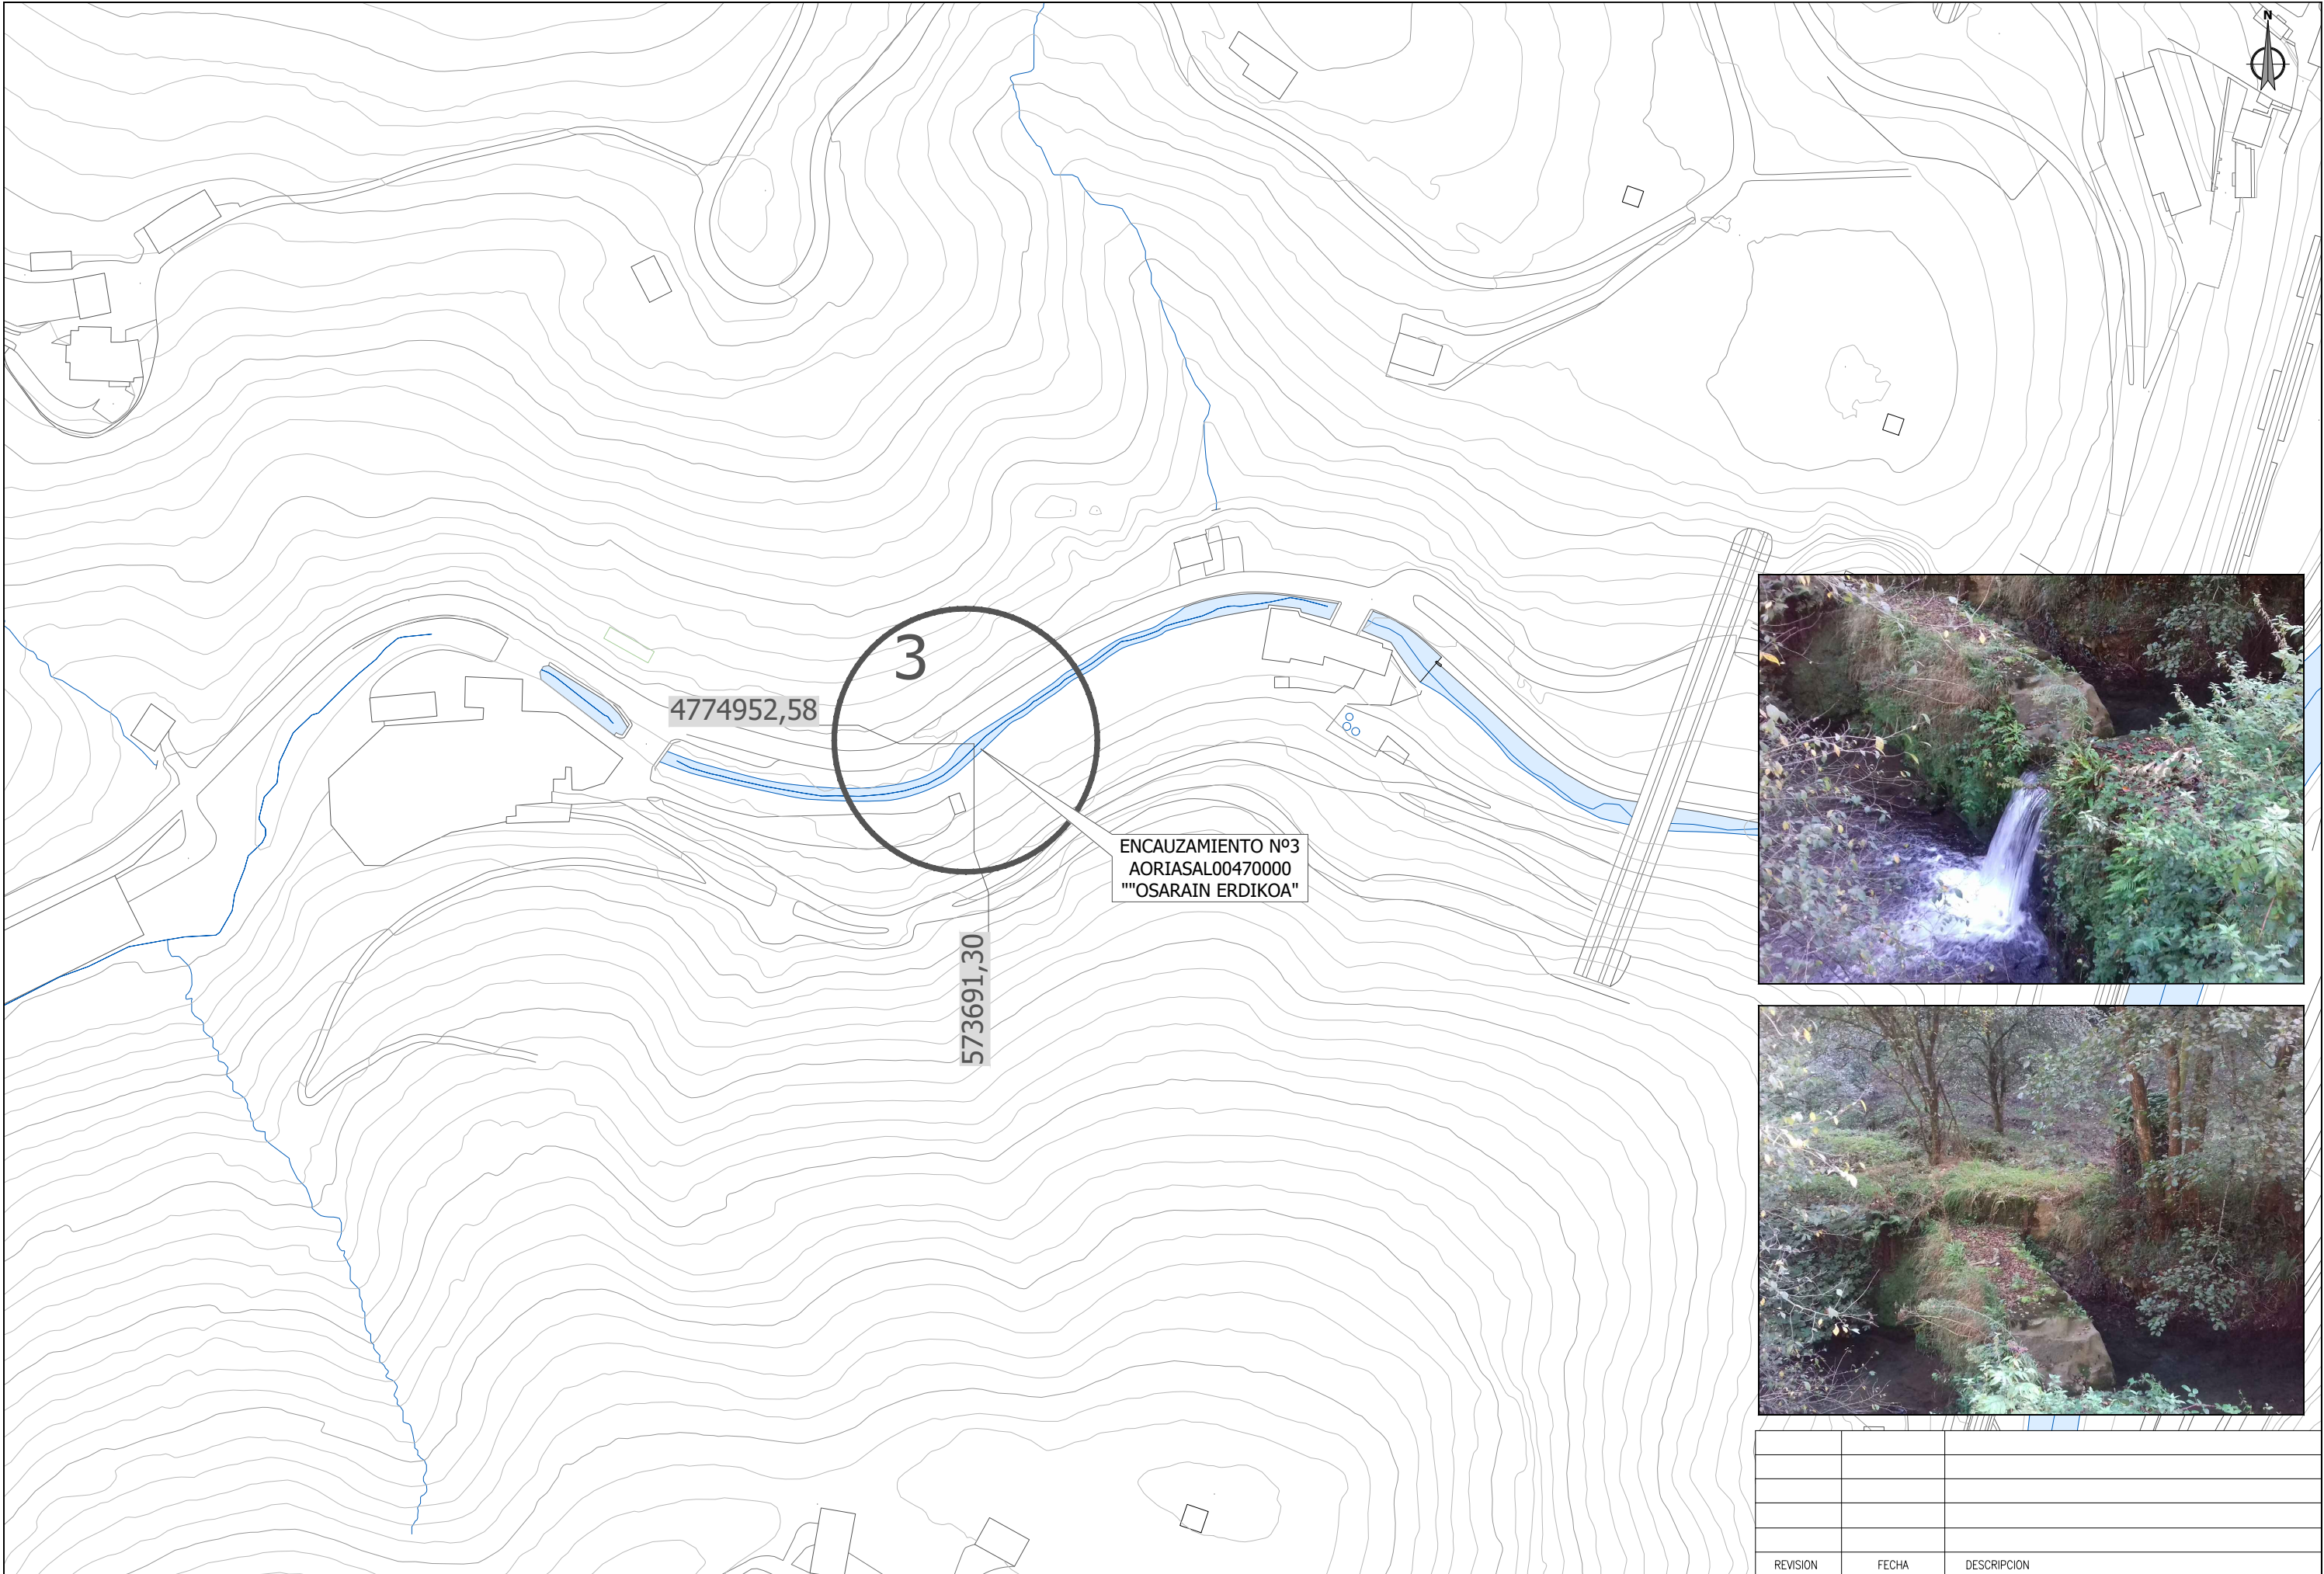 N
3
4774952,58
573691,30
ENCAUZAMIENTO Nº3
AORIASAL00470000
""OSARAIN ERDIKOA"
REVISION FECHA DESCRIPCION